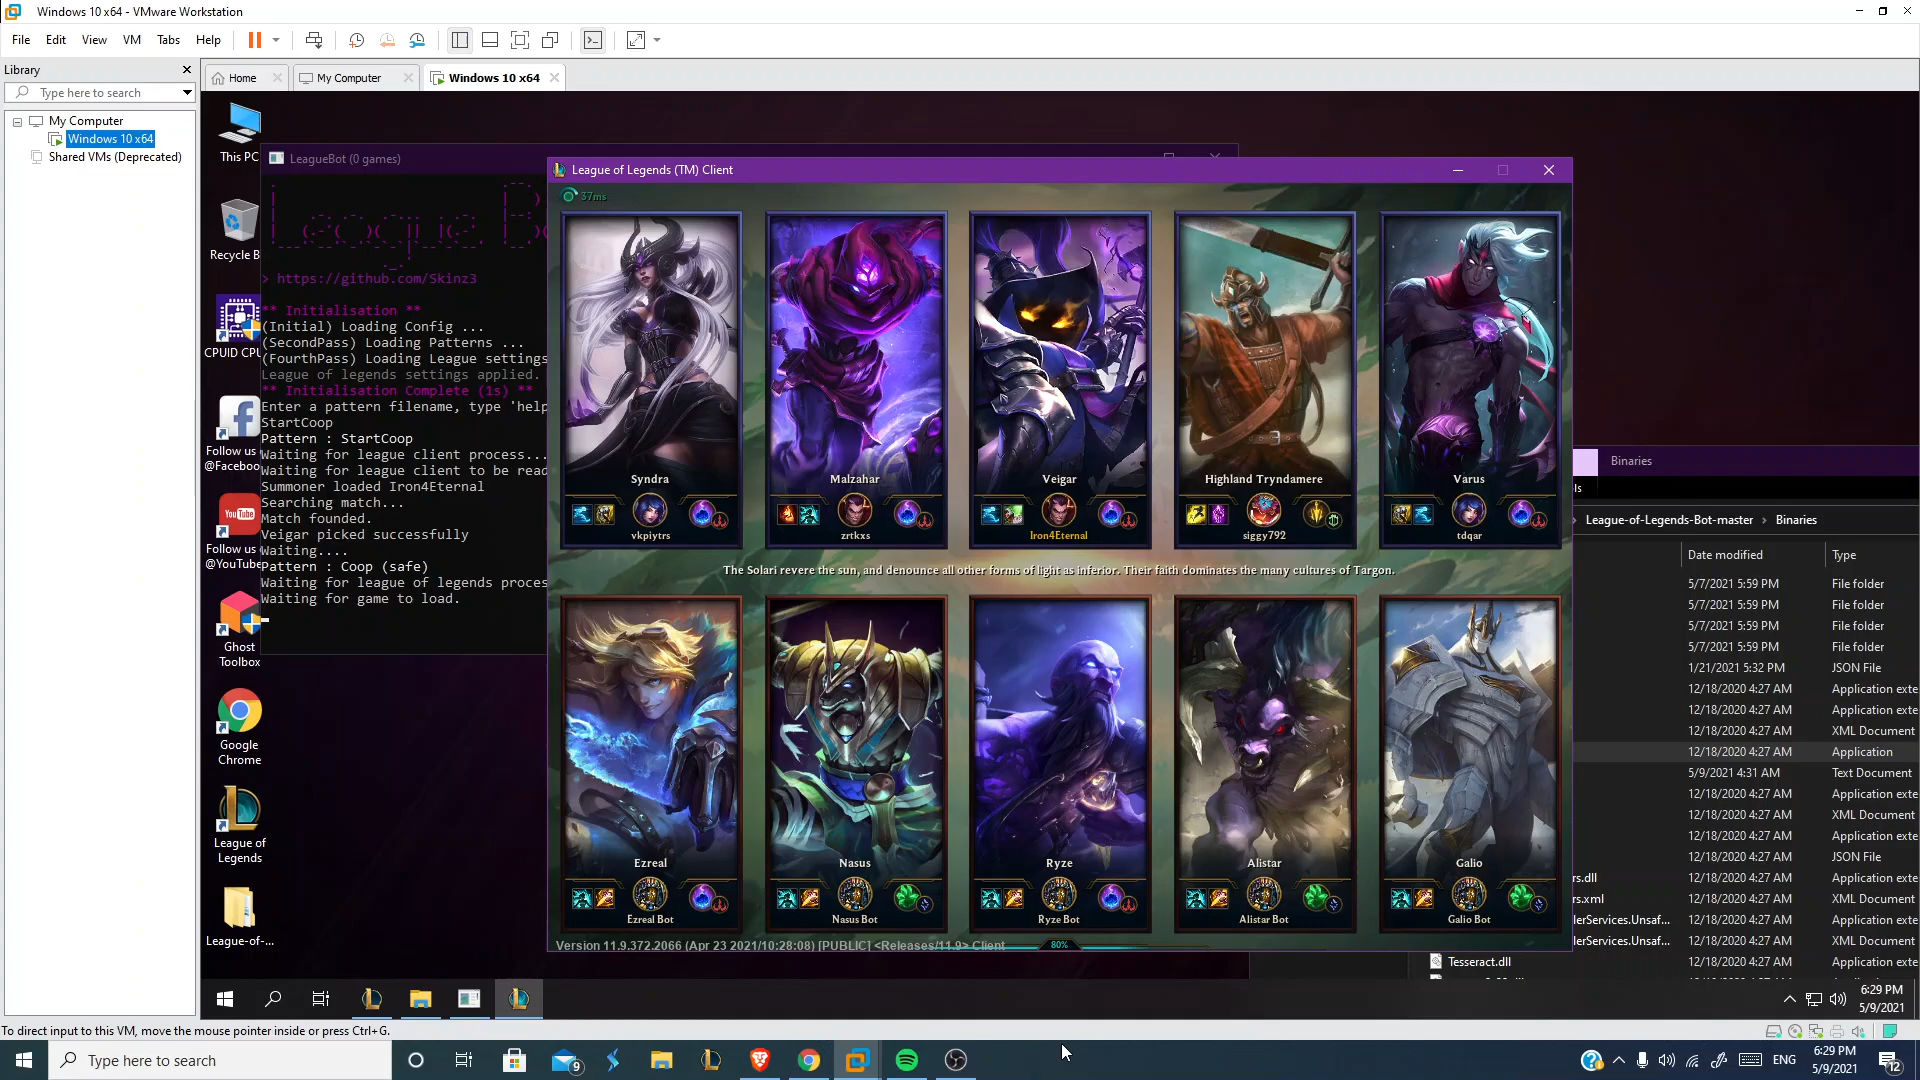 Windows 10 x64 - VMware Workstation
File Edit View VM Tabs Help
Library
Type here to search
My Computer
Windows 10 x64
Shared VMs (Deprecated)
Home
My Computer
Windows 10 x64
This PC
Recycle B
CPUID CPU
Follow us
@Faceboo
YouTube
Follow us
@YouTube
Ghost
Toolbox
Google
Chrome
League of
Legends
League-of-...
LeagueBot (0 games)
> https://github.com/Skinz3
** Initialisation **
(Initial) Loading Config ...
(SecondPass) Loading Patterns ...
(FourthPass) Loading League settings
League of legends settings applied.
** Initialisation Complete (1s) **
Enter a pattern filename, type 'help
StartCoop
Pattern : StartCoop
Waiting for league client process...
Waiting for league client to be read
Summoner loaded Iron4Eternal
Searching match...
Match founded.
Veigar picked successfully
Waiting....
Pattern : Coop (safe)
Waiting for league of legends proces
Waiting for game to load.
League of Legends (TM) Client
37ms
Syndra
vkpiytrs
Malzahar
zrtkxs
Veigar
Iron4Eternal
Highland Tryndamere
siggy792
Varus
tdqar
The Solari revere the sun, and denounce all other forms of light as inferior. Their faith dominates the many cultures of Targon.
Ezreal
Ezreal Bot
Nasus
Nasus Bot
Ryze
Ryze Bot
Alistar
Alistar Bot
Galio
Galio Bot
Version 11.9.372.2066 (Apr 23 2021/10:28:08) [PUBLIC] <Releases/11.9> Client
80%
Binaries
ls
League-of-Legends-Bot-master > Binaries
Date modified Type
5/7/2021 5:59 PM File folder
5/7/2021 5:59 PM File folder
5/7/2021 5:59 PM File folder
5/7/2021 5:59 PM File folder
1/21/2021 5:32 PM JSON File
12/18/2020 4:27 AM Application exte
12/18/2020 4:27 AM Application exte
12/18/2020 4:27 AM XML Document
12/18/2020 4:27 AM Application
5/9/2021 4:31 AM Text Document
12/18/2020 4:27 AM Application exte
12/18/2020 4:27 AM XML Document
12/18/2020 4:27 AM Application exte
12/18/2020 4:27 AM JSON File
rs.dll 12/18/2020 4:27 AM Application exte
rs.xml 12/18/2020 4:27 AM XML Document
lerServices.Unsaf... 12/18/2020 4:27 AM Application exte
lerServices.Unsaf... 12/18/2020 4:27 AM XML Document
Tesseract.dll 12/18/2020 4:27 AM Application exte
6:29 PM
5/9/2021
To direct input to this VM, move the mouse pointer inside or press Ctrl+G.
Type here to search
9
ENG
6:29 PM
5/9/2021
12